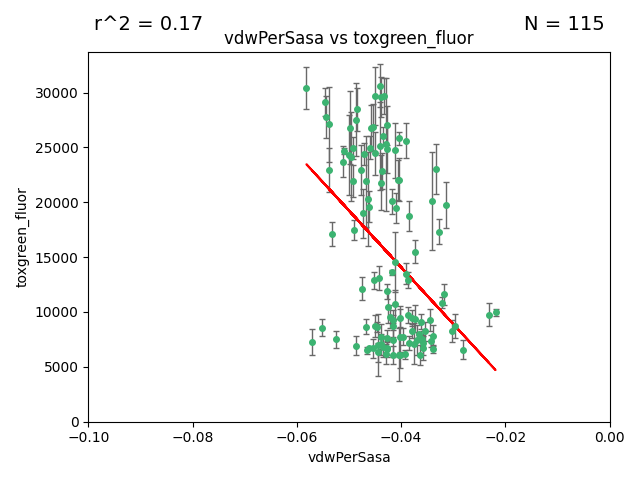 r^2 = 0.17
N = 115
vdwPerSasa vs toxgreen_fluor
toxgreen_fluor
30000
25000
20000
15000
10000
5000
0
−0.10
−0.08
−0.06
−0.04
−0.02
0.00
vdwPerSasa